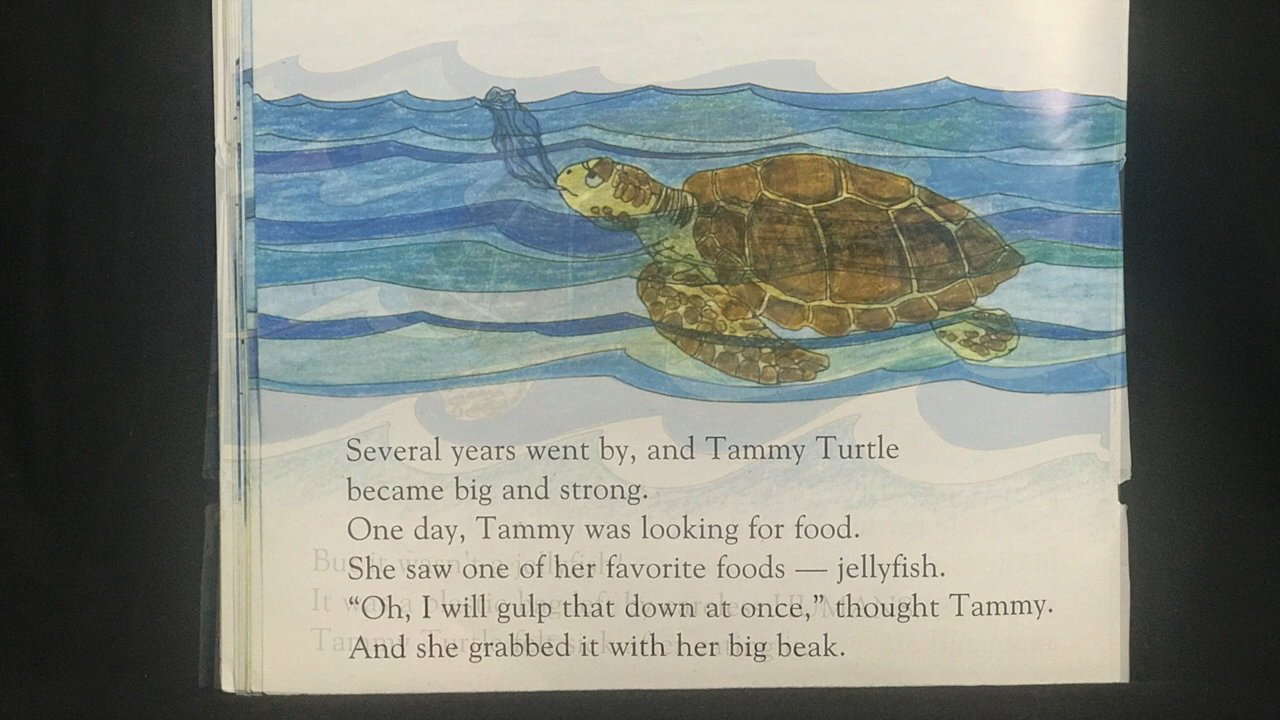 Several years went by, and Tammy Turtle
became big and strong.
One day, Tammy was looking for food.
She saw one of her favorite foods — jellyfish.
“Oh, I will gulp that down at once,” thought Tammy.
And she grabbed it with her big beak.